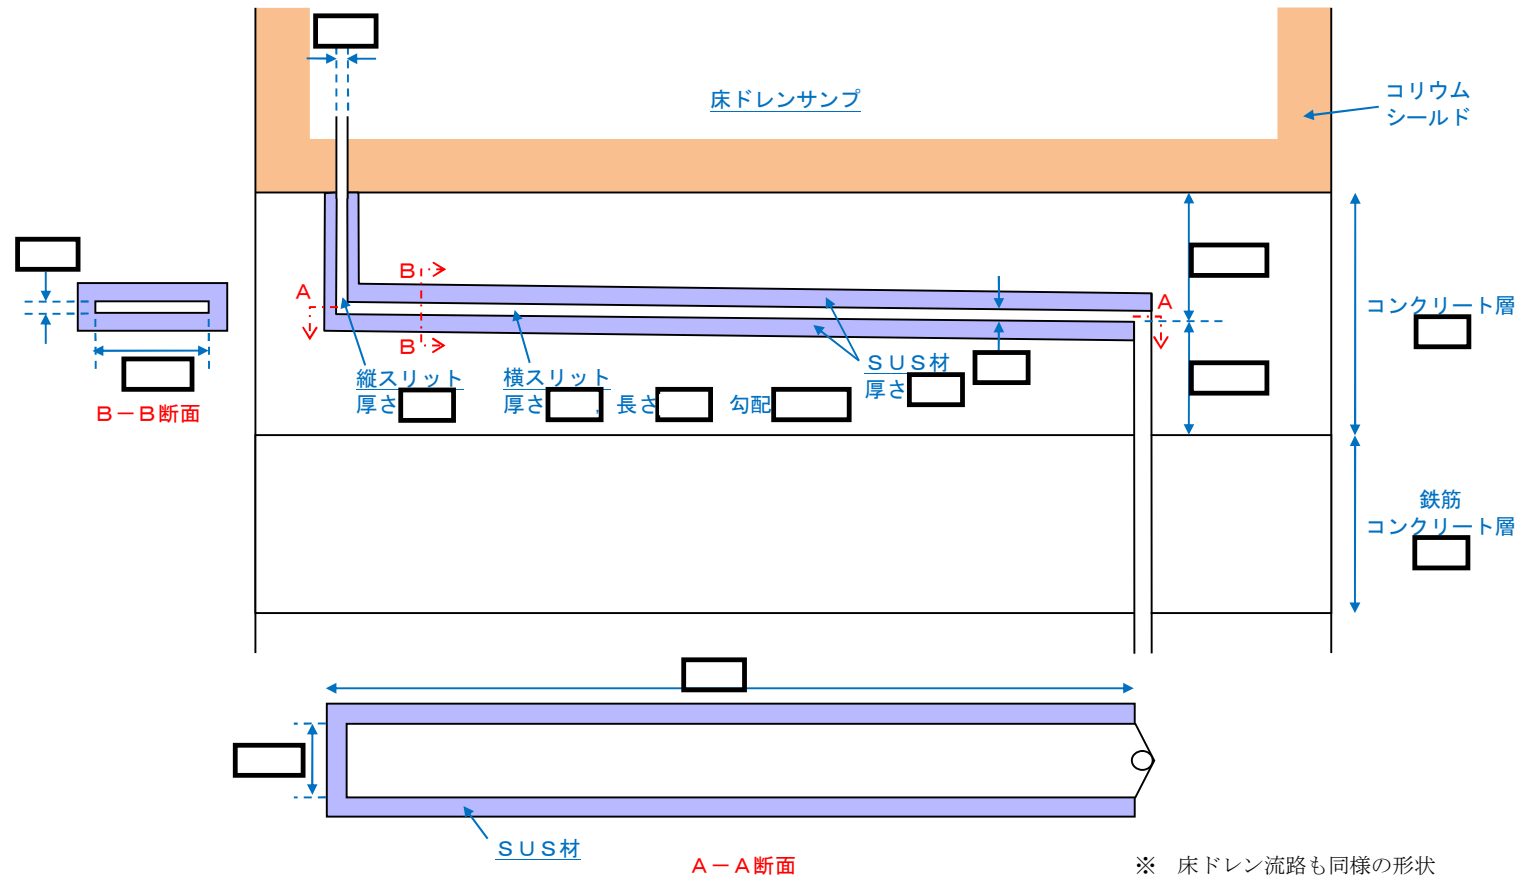 床ドレンサンプ
コリウム
シールド
B
A
A
コンクリート層
B
SUS材
厚さ
縦スリット
厚さ
横スリット
厚さ , 長さ 勾配
B－B断面
鉄筋
コンクリート層
SUS材
A－A断面
※ 床ドレン流路も同様の形状